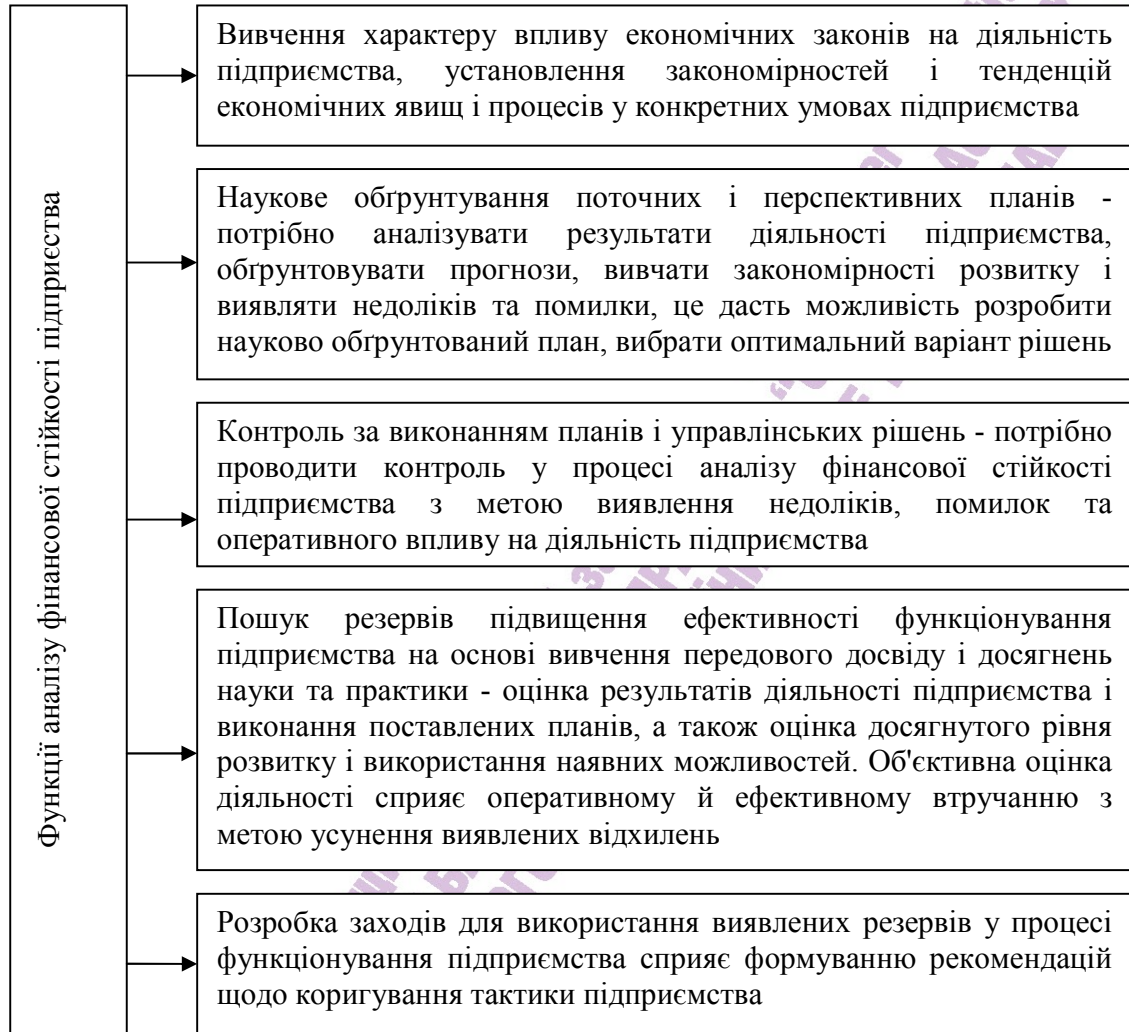 Функції аналізу фінансової стійкості підприєсства
Вивчення характеру впливу економічних законів на діяльність
підприємства, установлення закономірностей і тенденцій
економічних явищ і процесів у конкретних умовах підприємства
Наукове обґрунтування поточних і перспективних планів -
потрібно аналізувати результати діяльності підприємства,
обґрунтовувати прогнози, вивчати закономірності розвитку і
виявляти недоліків та помилки, це дасть можливість розробити
науково обґрунтований план, вибрати оптимальний варіант рішень
Контроль за виконанням планів і управлінських рішень - потрібно
проводити контроль у процесі аналізу фінансової стійкості
підприємства з метою виявлення недоліків, помилок та
оперативного впливу на діяльність підприємства
Пошук резервів підвищення ефективності функціонування
підприємства на основі вивчення передового досвіду і досягнень
науки та практики - оцінка результатів діяльності підприємства і
виконання поставлених планів, а також оцінка досягнутого рівня
розвитку і використання наявних можливостей. Об'єктивна оцінка
діяльності сприяє оперативному й ефективному втручанню з
метою усунення виявлених відхилень
Розробка заходів для використання виявлених резервів у процесі
функціонування підприємства сприяє формуванню рекомендацій
щодо коригування тактики підприємства